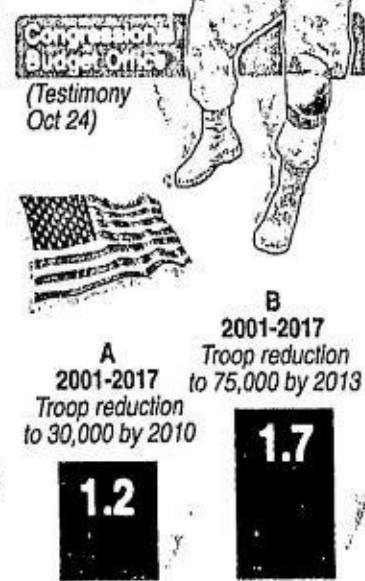 Congressional
Budget Office
(Testimony
Oct 24)
A
2001-2017
Troop reduction
to 30,000 by 2010
1.2
B
2001-2017
Troop reduction
to 75,000 by 2013
1.7